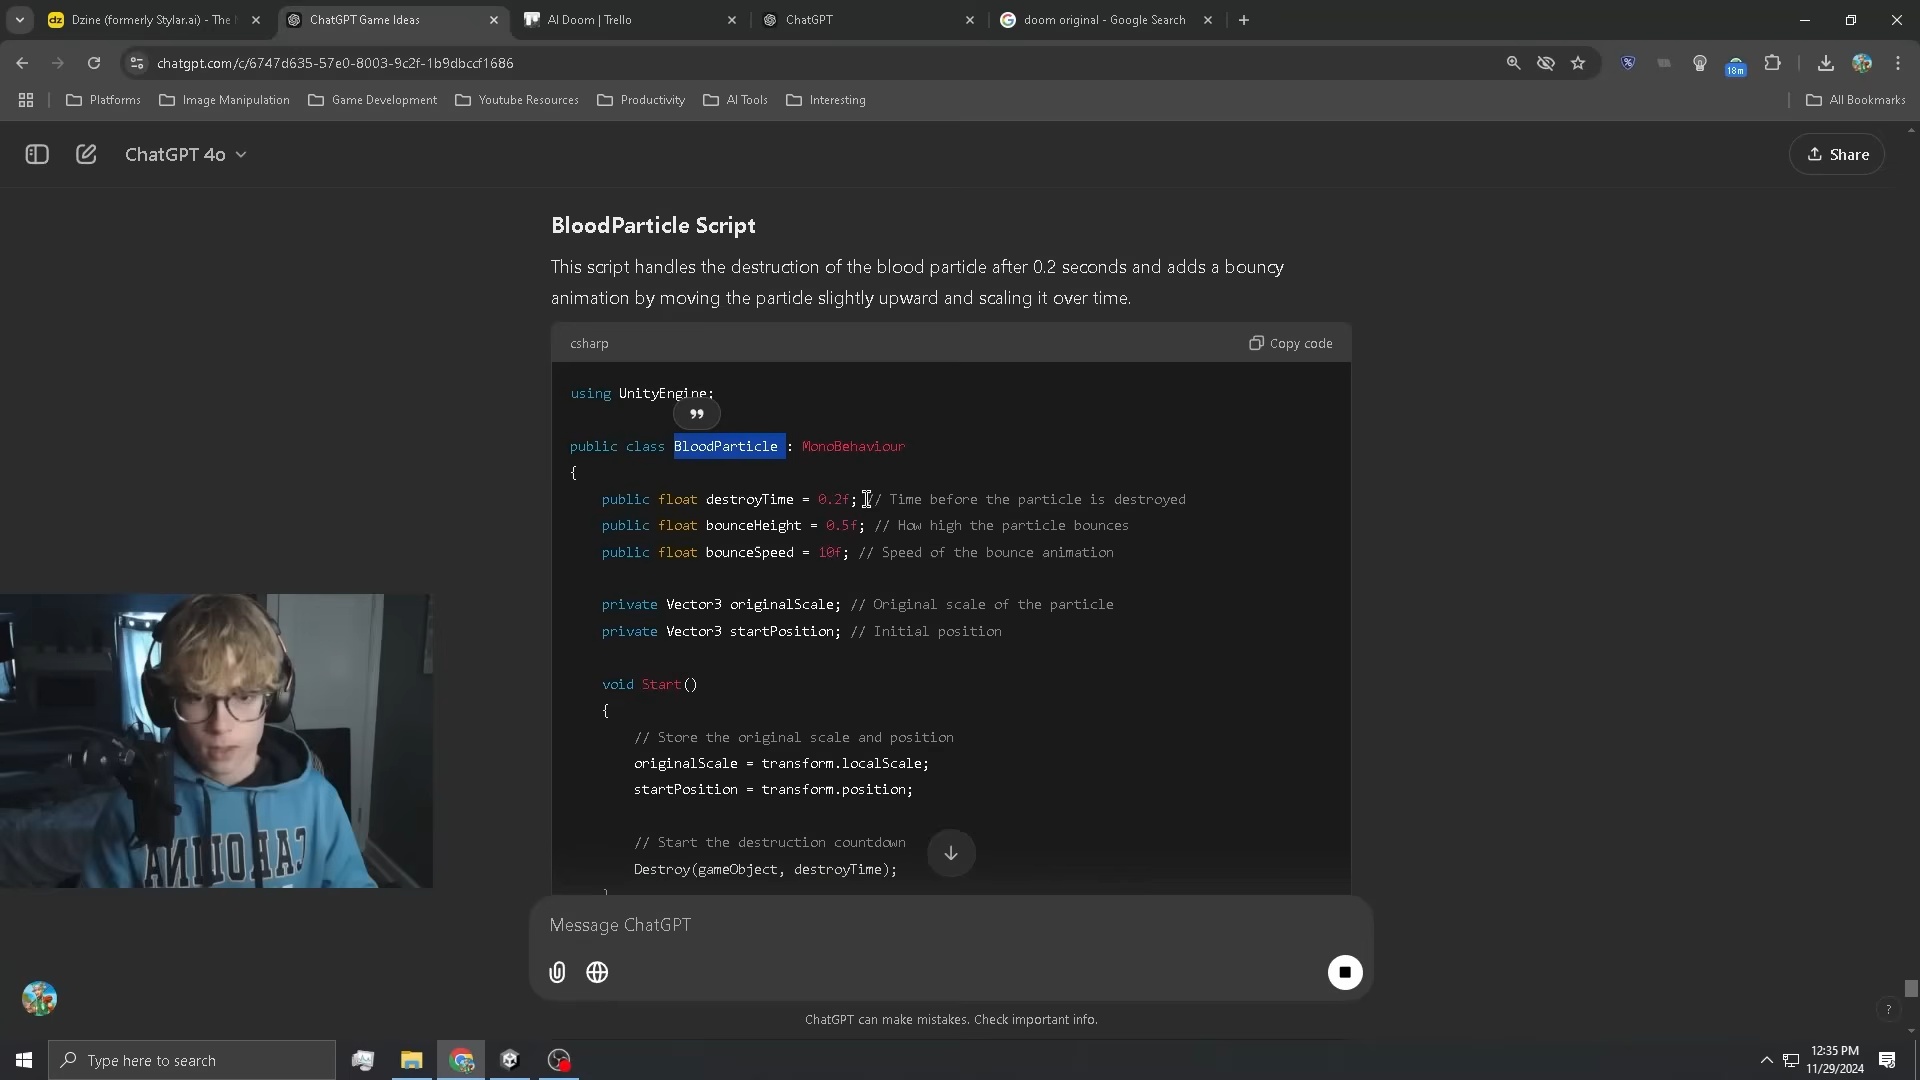 Dzine (formerly Stylar.ai) - The
ChatGPT Game Ideas
AI Doom | Trello
ChatGPT
doom original - Google Search
chatgpt.com/c/6747d635-57e0-8003-9c2f-1b9dbccf1686
18m
Platforms
Image Manipulation
Game Development
Youtube Resources
Productivity
AI Tools
Interesting
All Bookmarks
ChatGPT 4o
Share
BloodParticle Script
This script handles the destruction of the blood particle after 0.2 seconds and adds a bouncy
animation by moving the particle slightly upward and scaling it over time.
csharp
Copy code
using UnityEngine;
public class BloodParticle : MonoBehaviour
{
public float destroyTime = 0.2f; // Time before the particle is destroyed
public float bounceHeight = 0.5f; // How high the particle bounces
public float bounceSpeed = 10f; // Speed of the bounce animation
private Vector3 originalScale; // Original scale of the particle
private Vector3 startPosition; // Initial position
void Start()
{
// Store the original scale and position
originalScale = transform.localScale;
startPosition = transform.position;
// Start the destruction countdown
Destroy(gameObject, destroyTime);
}
CAROLINA
Message ChatGPT
ChatGPT can make mistakes. Check important info.
?
Type here to search
12:35 PM
11/29/2024